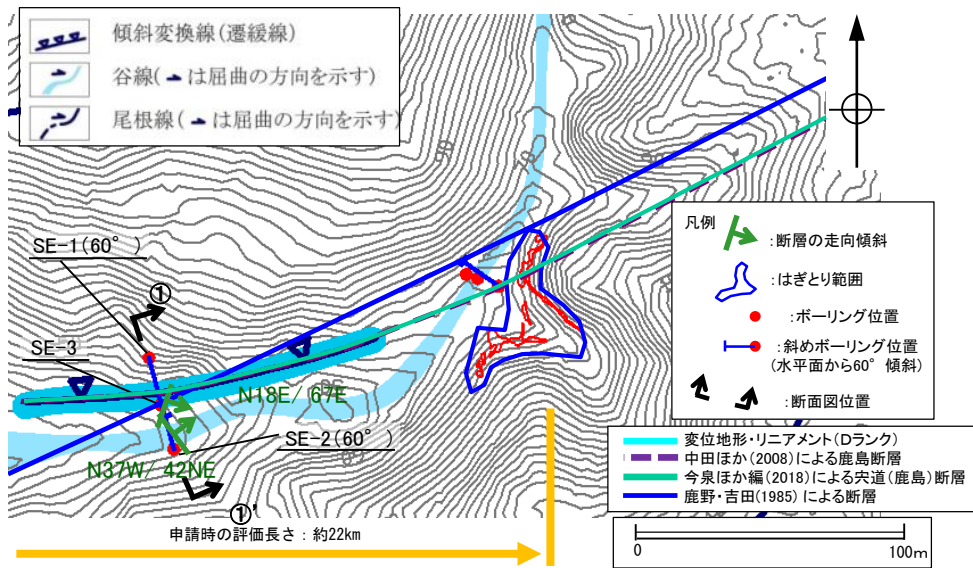 傾斜変換線(遷緩線)
谷線(は屈曲の方向を示す)
尾根線(は屈曲の方向を示す)
SE-1(60°)
①
SE-3
N18E/ 67E
SE-2(60°)
N37W/ 42NE
①'
申請時の評価長さ：約22km
凡例
：断層の走向傾斜
：はぎとり範囲
：ボーリング位置
：斜めボーリング位置
(水平面から60°傾斜)
：断面図位置
変位地形・リニアメント(Dランク)
中田ほか(2008)による鹿島断層
今泉ほか編(2018)による宍道(鹿島)断層
鹿野・吉田(1985)による断層
0
100m